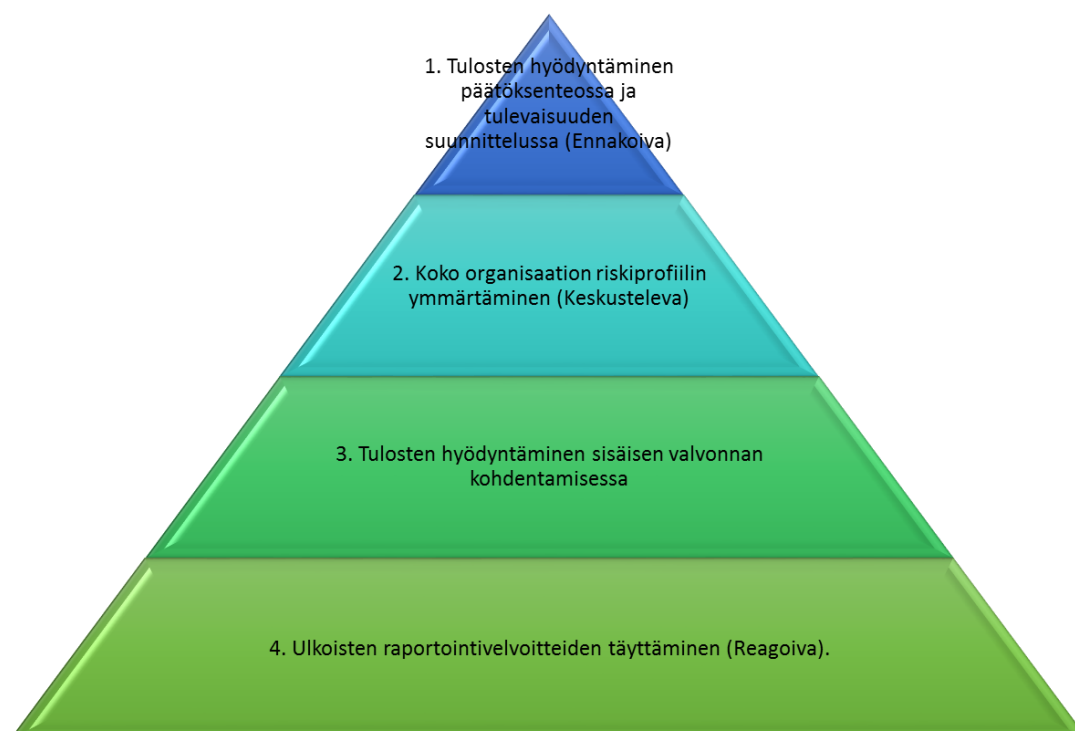 1. Tulosten hyödyntäminen
päätöksenteossa ja
tulevaisuuden
suunnittelussa (Ennakoiva)
2. Koko organisaation riskiprofiilin
ymmärtäminen (Keskusteleva)
3. Tulosten hyödyntäminen sisäisen valvonnan
kohdentamisessa
4. Ulkoisten raportointivelvoitteiden täyttäminen (Reagoiva).